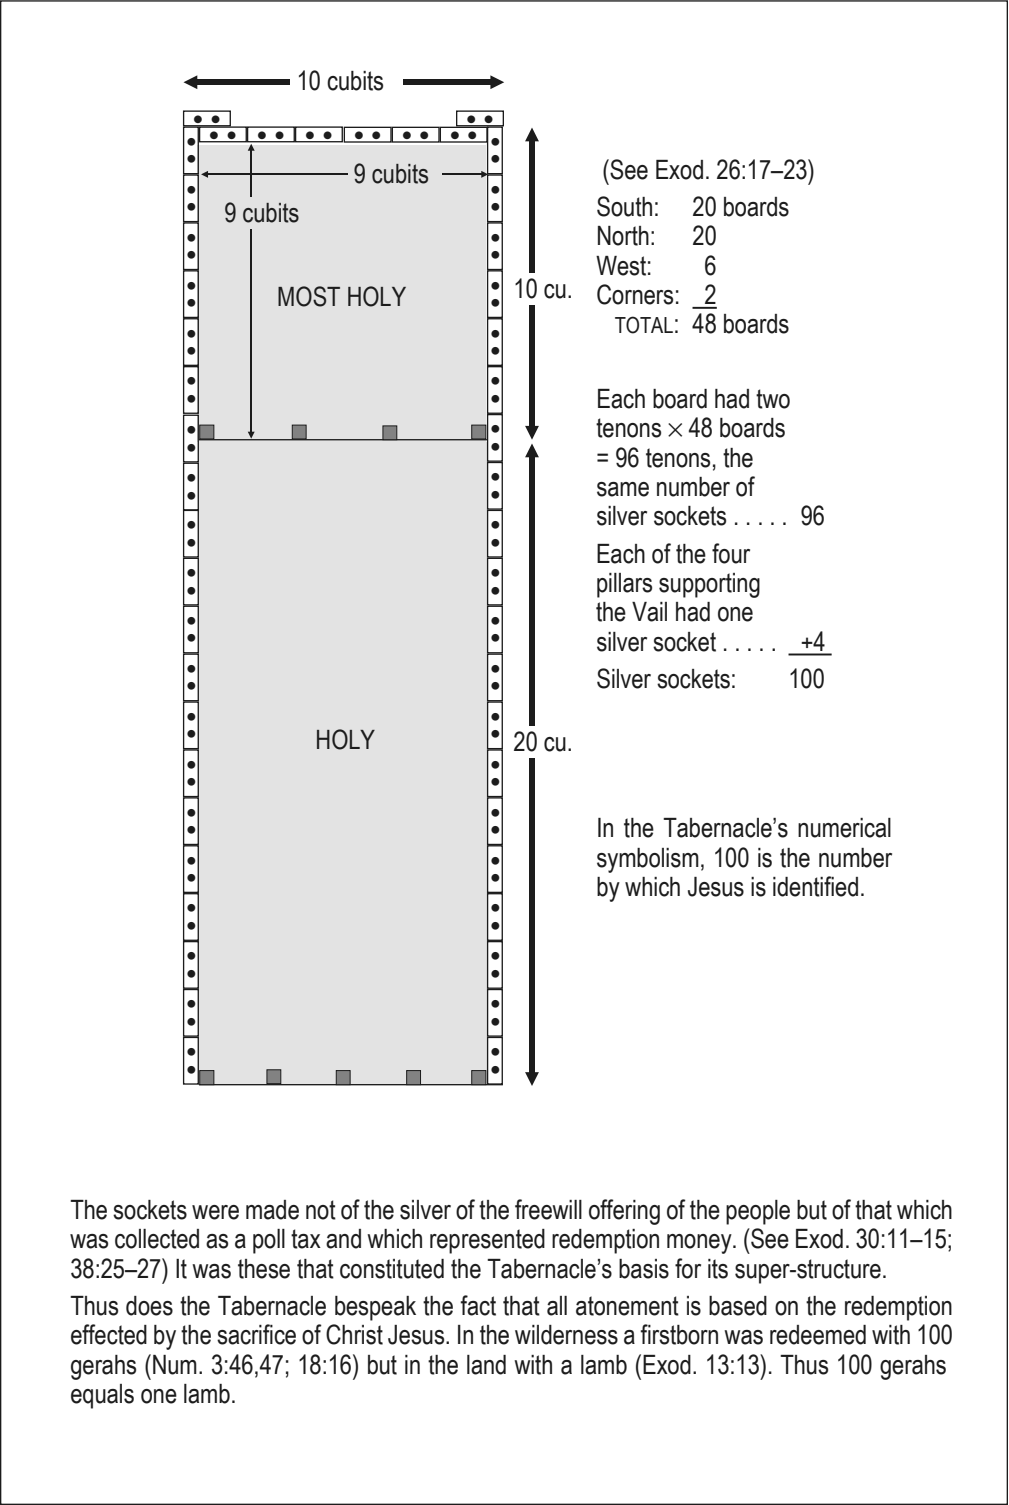 10 cubits
9 cubits
9 cubits
MOST HOLY
10 cu.
HOLY
20 cu.
(See Exod. 26:17–23)
South: 20 boards
North: 20
West: 6
Corners: 2
TOTAL: 48 boards
Each board had two
tenons × 48 boards
= 96 tenons, the
same number of
silver sockets . . . . . 96
Each of the four
pillars supporting
the Vail had one
silver socket . . . . . +4
Silver sockets: 100
In the Tabernacle’s numerical
symbolism, 100 is the number
by which Jesus is identified.
The sockets were made not of the silver of the freewill offering of the people but of that which
was collected as a poll tax and which represented redemption money. (See Exod. 30:11–15;
38:25–27) It was these that constituted the Tabernacle’s basis for its super-structure.
Thus does the Tabernacle bespeak the fact that all atonement is based on the redemption
effected by the sacrifice of Christ Jesus. In the wilderness a firstborn was redeemed with 100
gerahs (Num. 3:46,47; 18:16) but in the land with a lamb (Exod. 13:13). Thus 100 gerahs
equals one lamb.